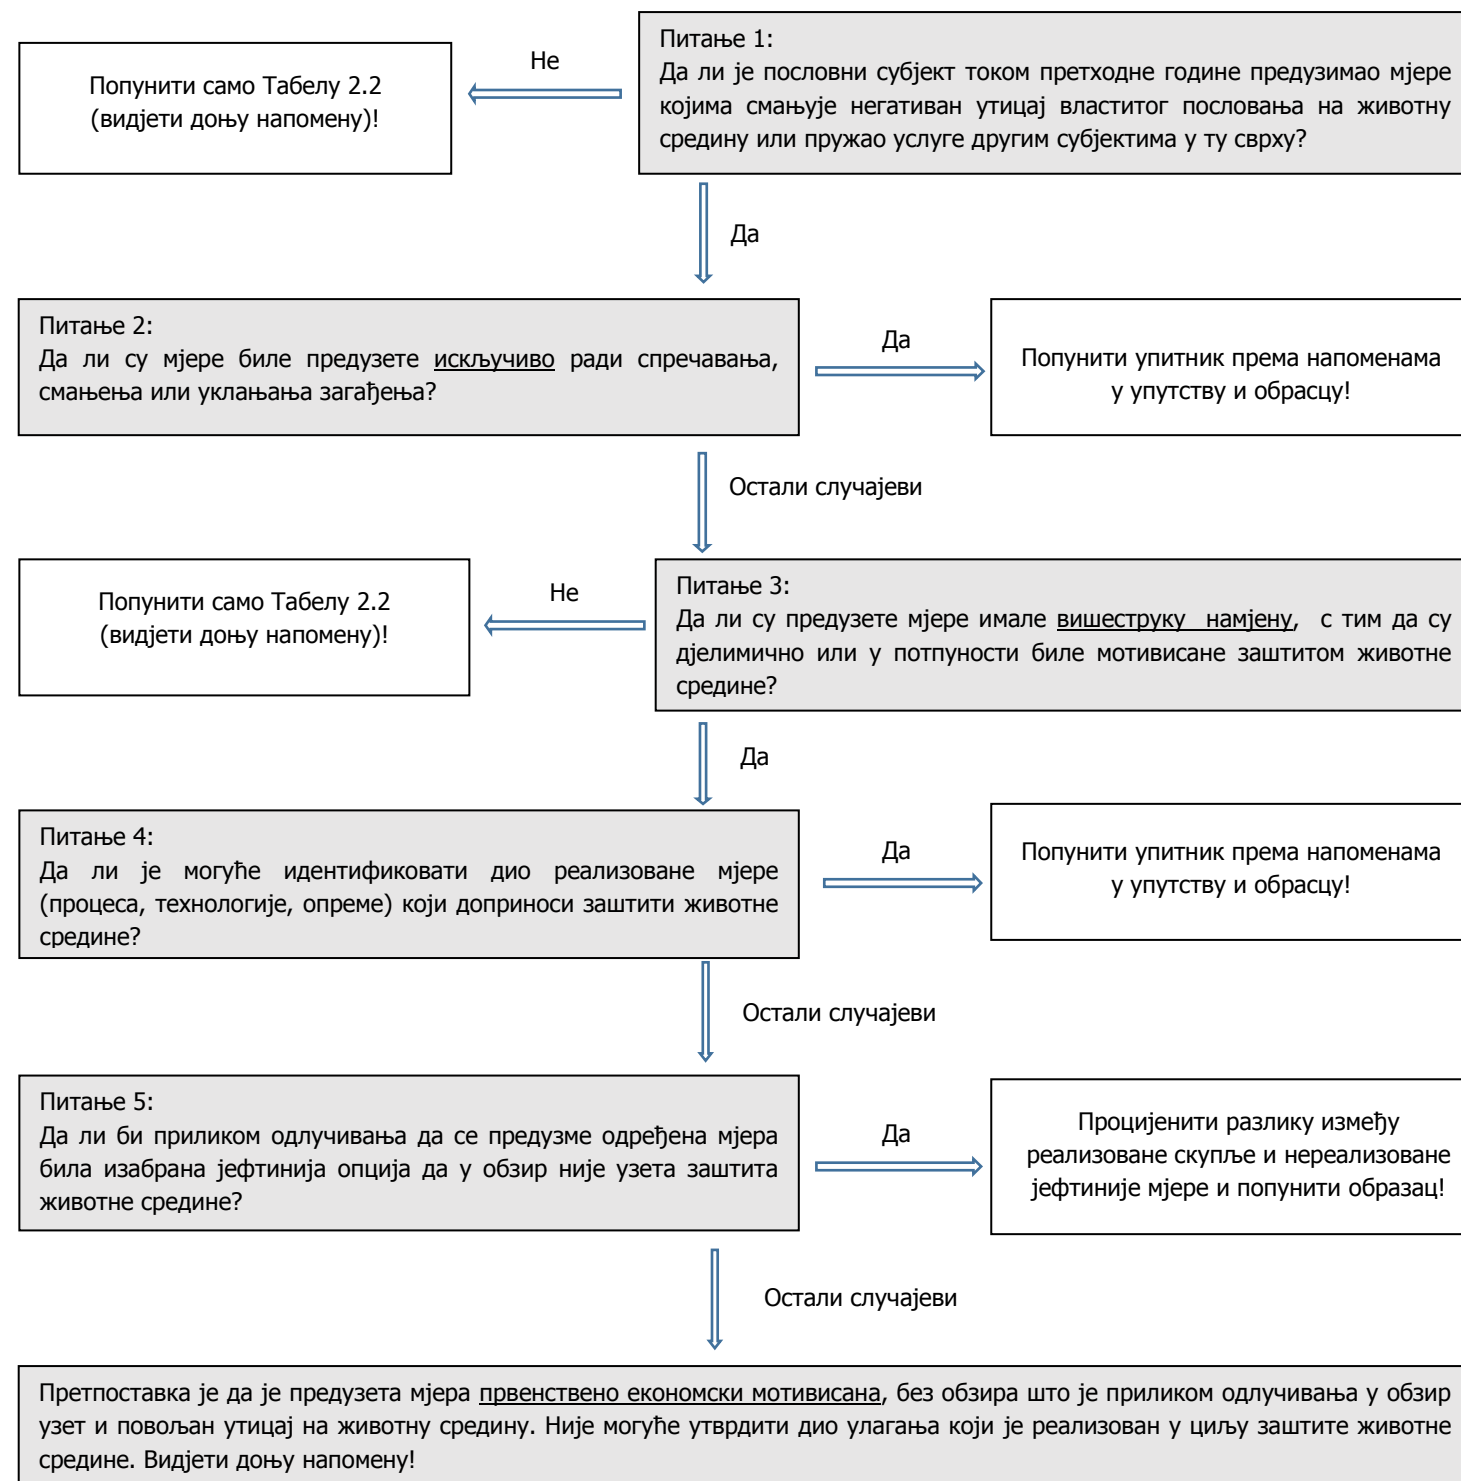 Питање 1:
Да ли је пословни субјект током претходне године предузимао мјере
којима смањује негативан утицај властитог пословања на животну
средину или пружао услуге другим субјектима у ту сврху?
Не
Попунити само Табелу 2.2
(видјети доњу напомену)!
Да
Питање 2:
Да ли су мјере биле предузете искључиво ради спречавања,
смањења или уклањања загађења?
Да
Попунити упитник према напоменама
у упутству и обрасцу!
Остали случајеви
Питање 3:
Да ли су предузете мјере имале вишеструку намјену, с тим да су
дјелимично или у потпуности биле мотивисане заштитом животне
средине?
Не
Попунити само Табелу 2.2
(видјети доњу напомену)!
Да
Питање 4:
Да ли је могуће идентификовати дио реализоване мјере
(процеса, технологије, опреме) који доприноси заштити животне
средине?
Да
Попунити упитник према напоменама
у упутству и обрасцу!
Остали случајеви
Питање 5:
Да ли би приликом одлучивања да се предузме одређена мјера
била изабрана јефтинија опција да у обзир није узета заштита
животне средине?
Да
Процијенити разлику између
реализоване скупље и нереализоване
јефтиније мјере и попунити образац!
Остали случајеви
Претпоставка је да је предузета мјера првенствено економски мотивисана, без обзира што је приликом одлучивања у обзир
узет и повољан утицај на животну средину. Није могуће утврдити дио улагања који је реализован у циљу заштите животне
средине. Видјети доњу напомену!